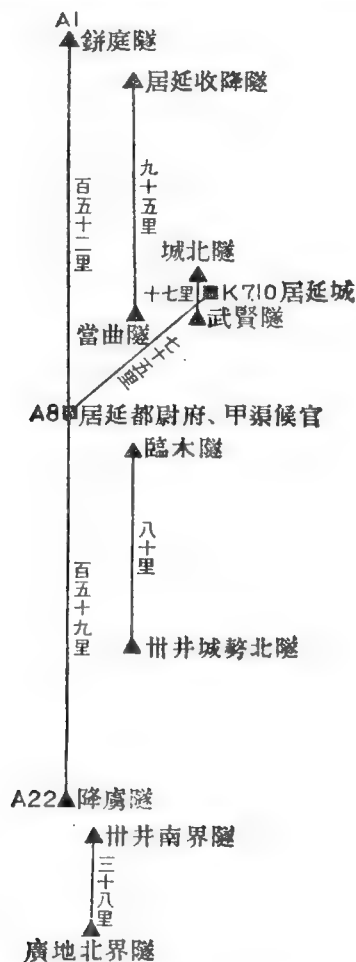 A1
鉼庭隧
居延收降隧
百五十二里
九十五里
城北隧
十七里
K710居延城
武賢隧
當曲隧
七十五里
A8
居延都尉府、甲渠候官
臨木隧
八十里
百五十九里
卅井城勢北隧
A22
降虜隧
卅井南界隧
三十八里
廣地北界隧